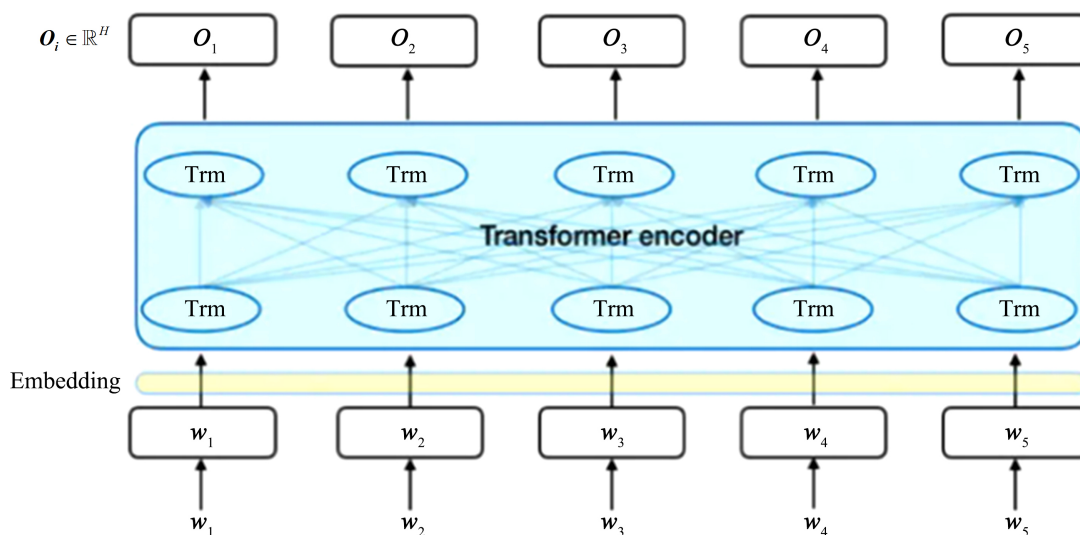 O_i ∈ ℝ^H O_1 O_2 O_3 O_4 O_5
Trm Trm Trm Trm Trm
Transformer encoder
Trm Trm Trm Trm Trm
Embedding
w_1 w_2 w_3 w_4 w_5
w_1 w_2 w_3 w_4 w_5